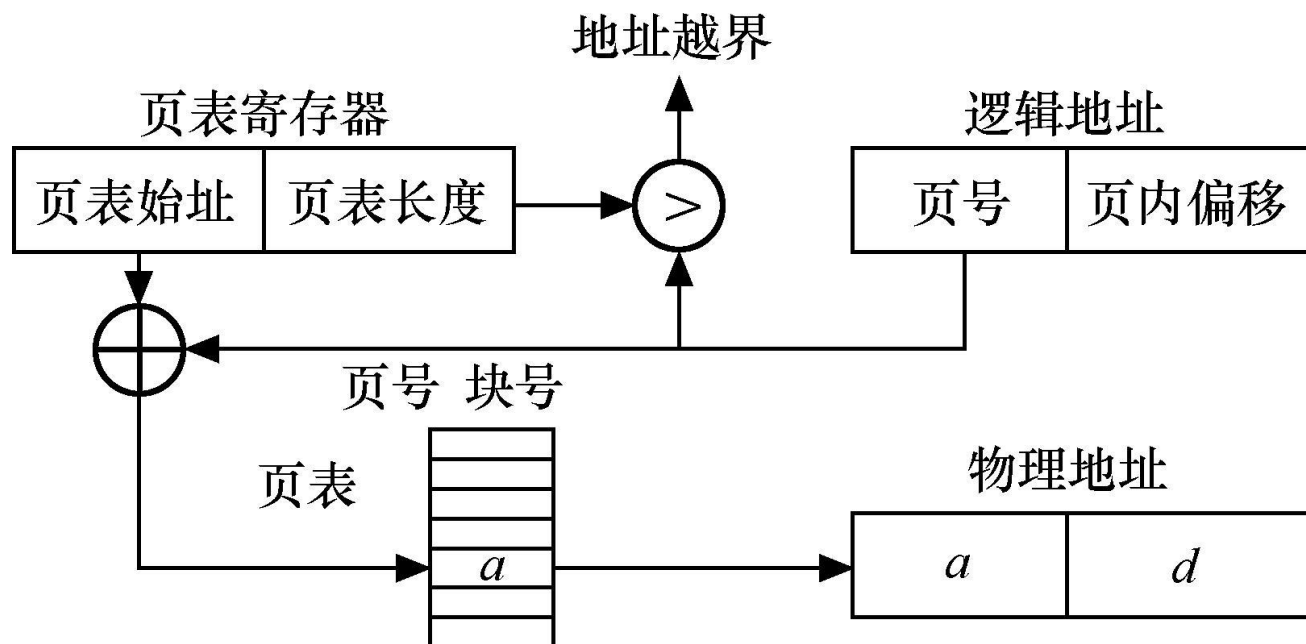 地址越界
页表寄存器
逻辑地址
页表始址 页表长度
>
页号 页内偏移
页号 块号
页表
a
物理地址
a d